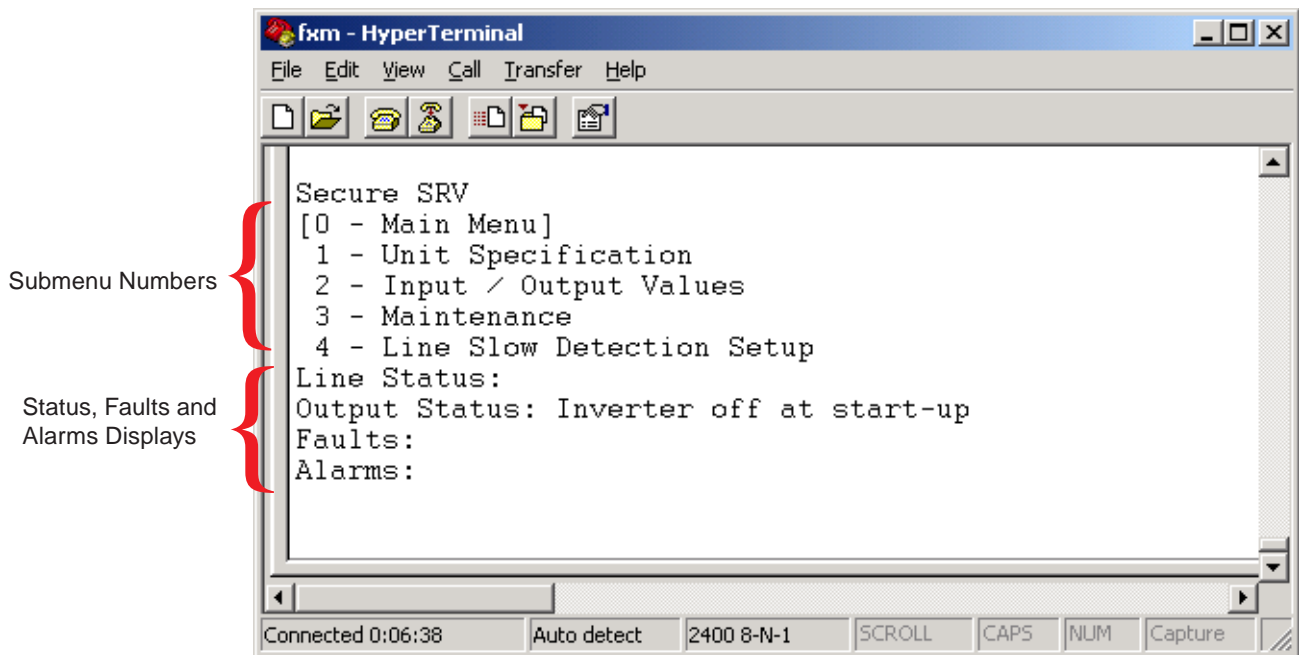 fxm - HyperTerminal
File Edit View Call Transfer Help
Secure SRV
[0 - Main Menu]
1 - Unit Specification
2 - Input / Output Values
3 - Maintenance
4 - Line Slow Detection Setup
Line Status:
Output Status: Inverter off at start-up
Faults:
Alarms:
Submenu Numbers
Status, Faults and
Alarms Displays
Connected 0:06:38 Auto detect 2400 8-N-1 SCROLL CAPS NUM Capture